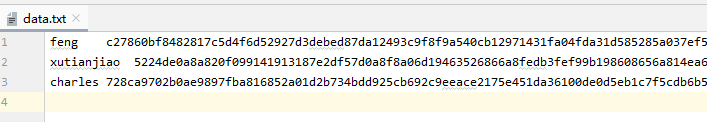 data.txt
1 feng c27860bf8482817c5d4f6d52927d3debed87da12493c9f8f9a540cb12971431fa04fda31d585285a037ef5
2 xutianjiao 5224de0a8a820f099141913187e2df57d0a8f8a06d19463526866a8fedb3fef99b198608656a814ea6
3 charles 728ca9702b0ae9897fba816852a01d2b734bdd925cb692c9eeace2175e451da36100de0d5eb1c7f5cdb6b5
4